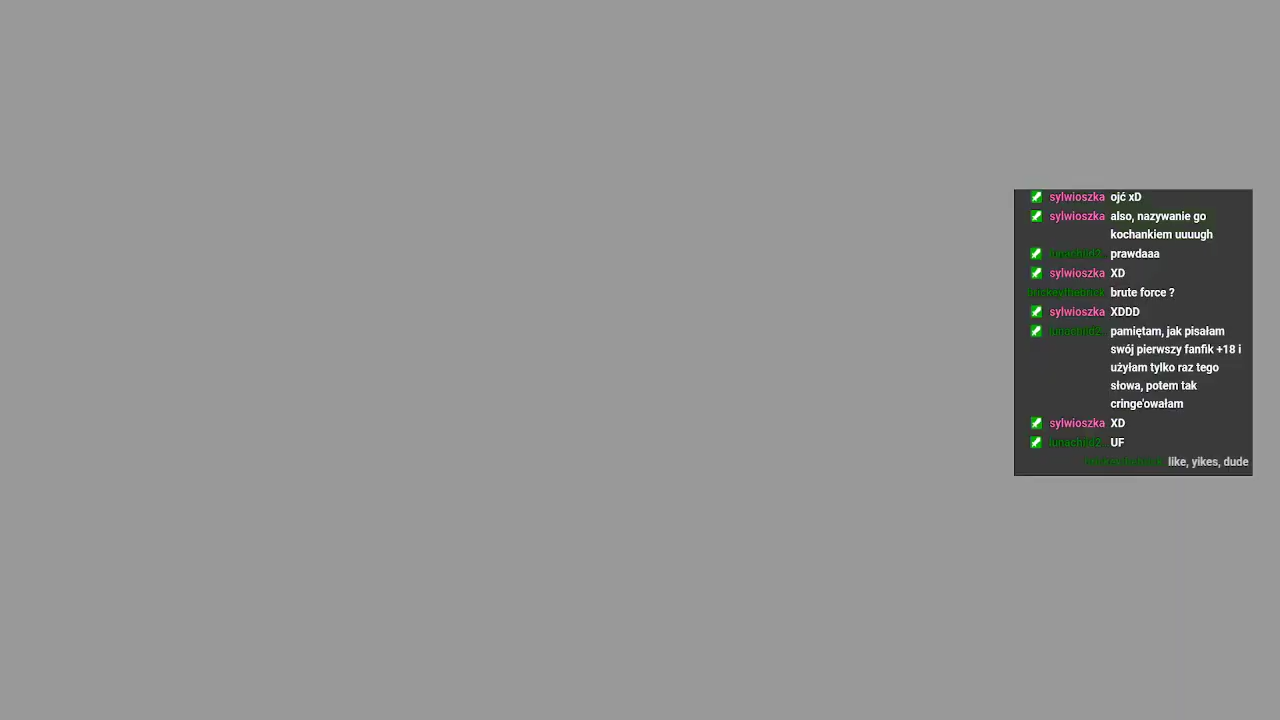 sylwioszka ojć xD
sylwioszka also, nazywanie go
kochankiem uuuugh
prawdaaa
sylwioszka XD
brute force ?
sylwioszka XDDD
pamiętam, jak pisałam
swój pierwszy fanfik +18 i
użyłam tylko raz tego
słowa, potem tak
cringe'owałam
sylwioszka XD
UF
like, yikes, dude